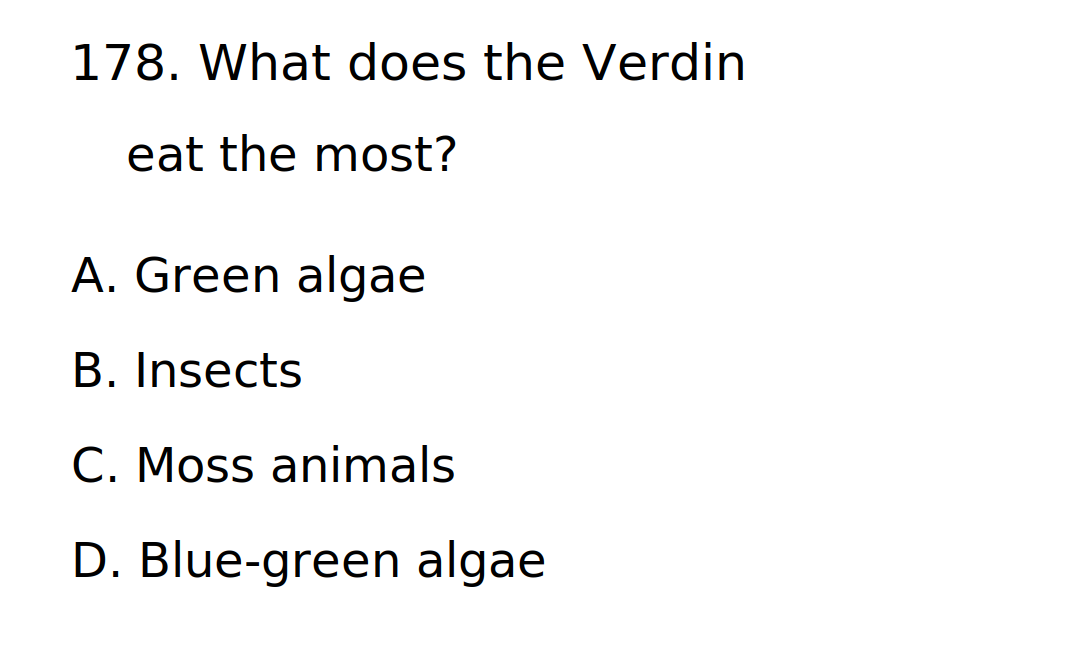 178. What does the Verdin
eat the most?
A. Green algae
B. Insects
C. Moss animals
D. Blue-green algae